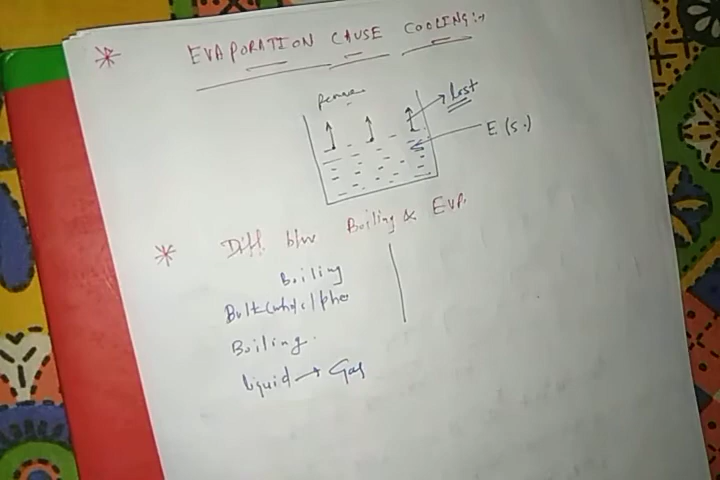 * EVAPORATION CAUSE COOLING:-
Lost
E (S.)
* Diff. b/w Boiling & EVP.
Boiling
Bulk(whole)phe
Boiling.
liquid → Gas